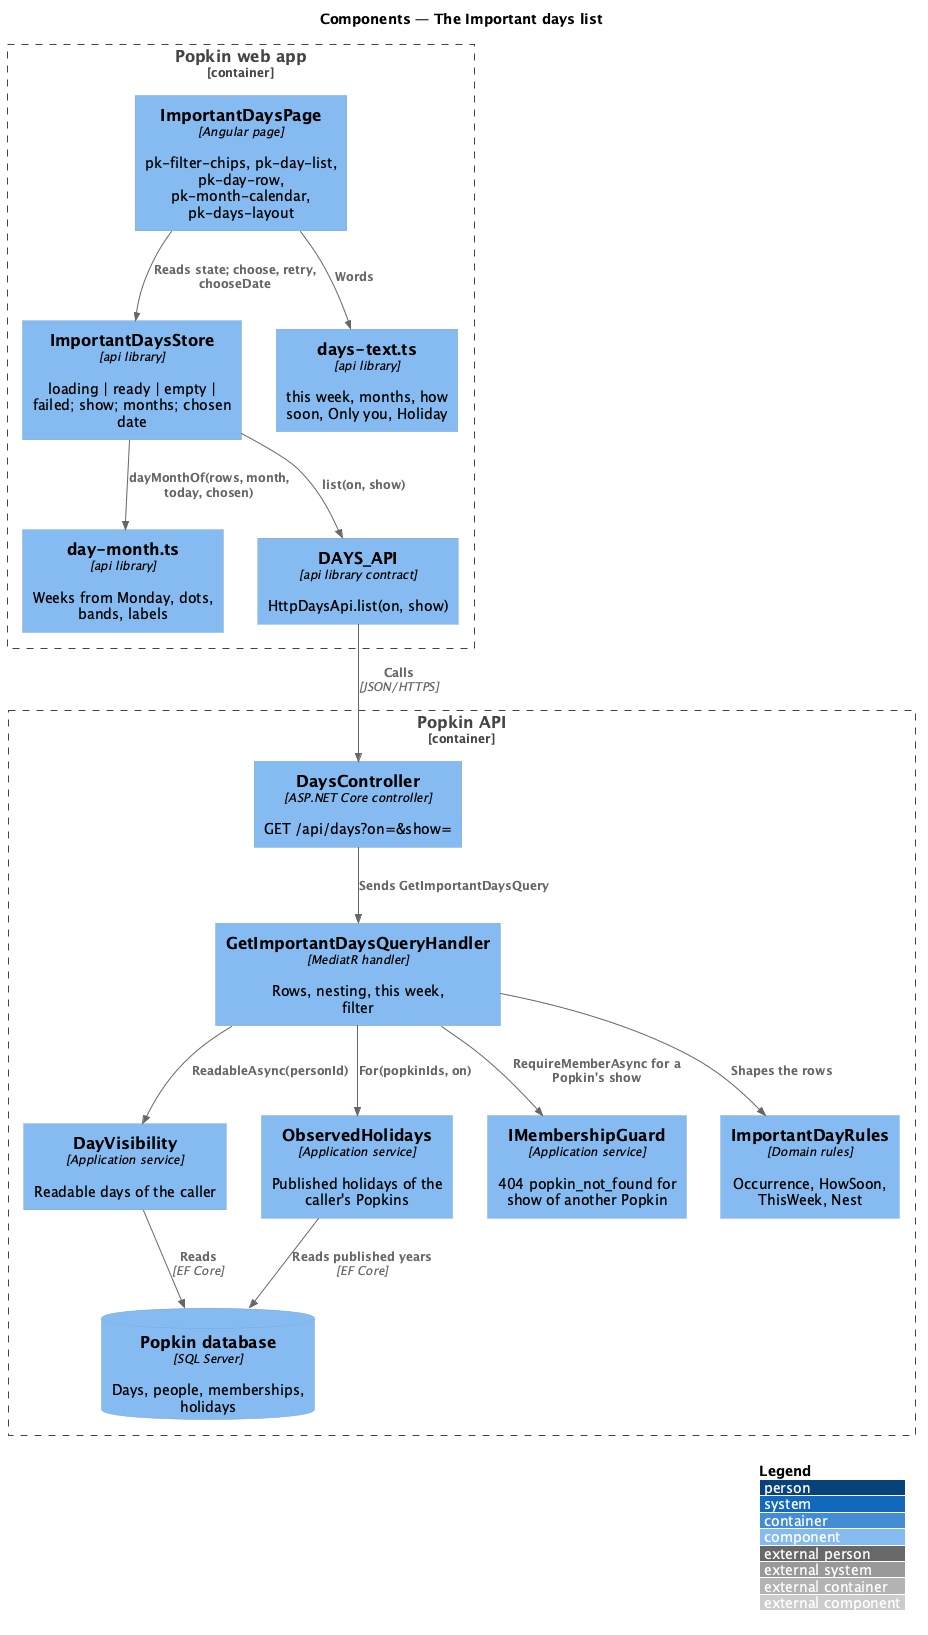 Components — The Important days list
Popkin web app
[container]
ImportantDaysPage
[Angular page]
pk-filter-chips, pk-day-list,
pk-day-row,
pk-month-calendar,
pk-days-layout
Reads state; choose, retry,
chooseDate
Words
ImportantDaysStore
[api library]
loading | ready | empty |
failed; show; months; chosen
date
days-text.ts
[api library]
this week, months, how
soon, Only you, Holiday
dayMonthOf(rows, month,
today, chosen)
list(on, show)
day-month.ts
[api library]
Weeks from Monday, dots,
bands, labels
DAYS_API
[api library contract]
HttpDaysApi.list(on, show)
Calls
[JSON/HTTPS]
Popkin API
[container]
DaysController
[ASP.NET Core controller]
GET /api/days?on=&show=
Sends GetImportantDaysQuery
GetImportantDaysQueryHandler
[MediatR handler]
Rows, nesting, this week,
filter
ReadableAsync(personId)
For(popkinIds, on)
RequireMemberAsync for a
Popkin's show
Shapes the rows
DayVisibility
[Application service]
Readable days of the caller
ObservedHolidays
[Application service]
Published holidays of the
caller's Popkins
IMembershipGuard
[Application service]
404 popkin_not_found for
show of another Popkin
ImportantDayRules
[Domain rules]
Occurrence, HowSoon,
ThisWeek, Nest
Reads
[EF Core]
Reads published years
[EF Core]
Popkin database
[SQL Server]
Days, people, memberships,
holidays
Legend
person
system
container
component
external person
external system
external container
external component